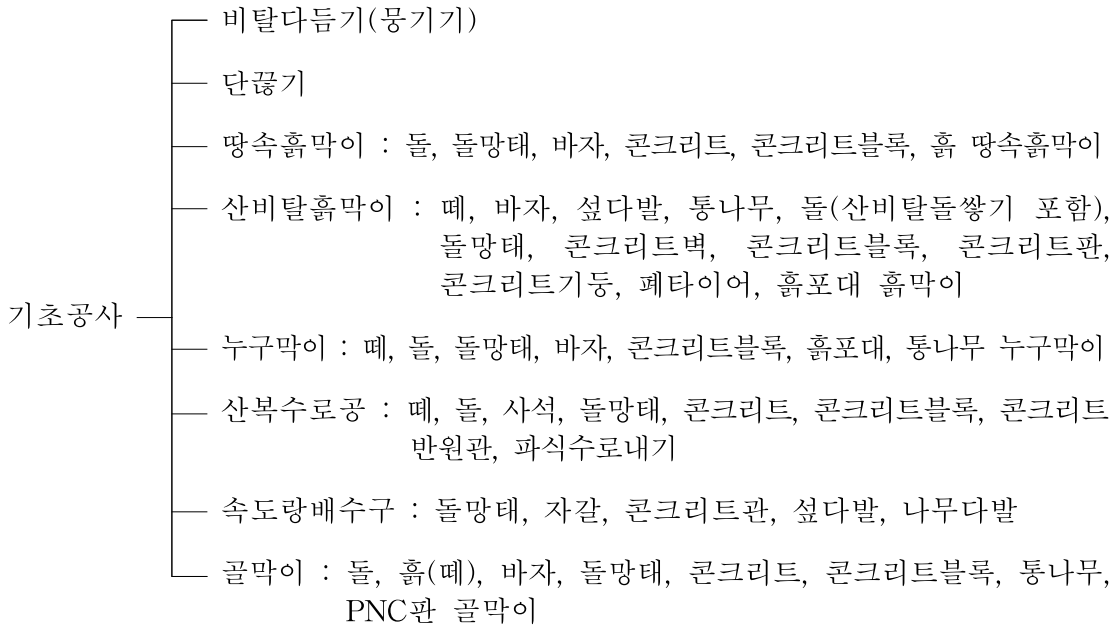 비탈다듬기(뭉기기)
단끊기
땅속흙막이 : 돌, 돌망태, 바자, 콘크리트, 콘크리트블록, 흙 땅속흙막이
산비탈흙막이 : 떼, 바자, 섶다발, 통나무, 돌(산비탈돌쌓기 포함),
돌망태, 콘크리트벽, 콘크리트블록, 콘크리트판,
콘크리트기둥, 폐타이어, 흙포대 흙막이
기초공사
누구막이 : 떼, 돌, 돌망태, 바자, 콘크리트블록, 흙포대, 통나무 누구막이
산복수로공 : 떼, 돌, 사석, 돌망태, 콘크리트, 콘크리트블록, 콘크리트
반원관, 파식수로내기
속도랑배수구 : 돌망태, 자갈, 콘크리트관, 섶다발, 나무다발
골막이 : 돌, 흙(떼), 바자, 돌망태, 콘크리트, 콘크리트블록, 통나무,
PNC판 골막이